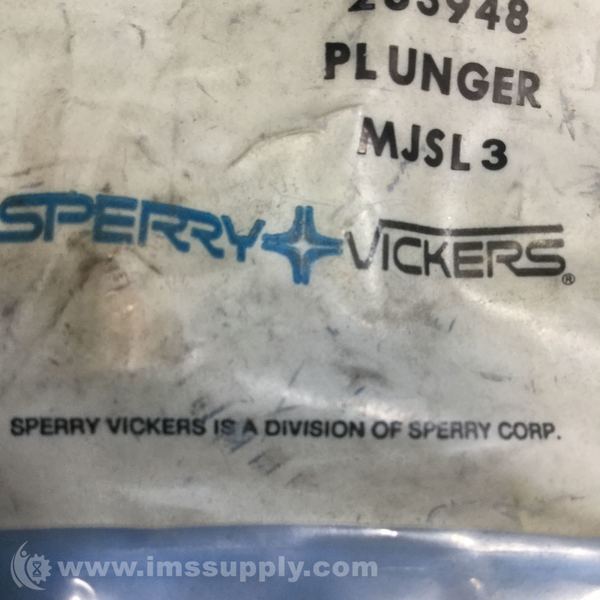 PLUNGER
MJSL3
SPERRY VICKERS®
SPERRY VICKERS IS A DIVISION OF SPERRY CORP.
www.imssupply.com